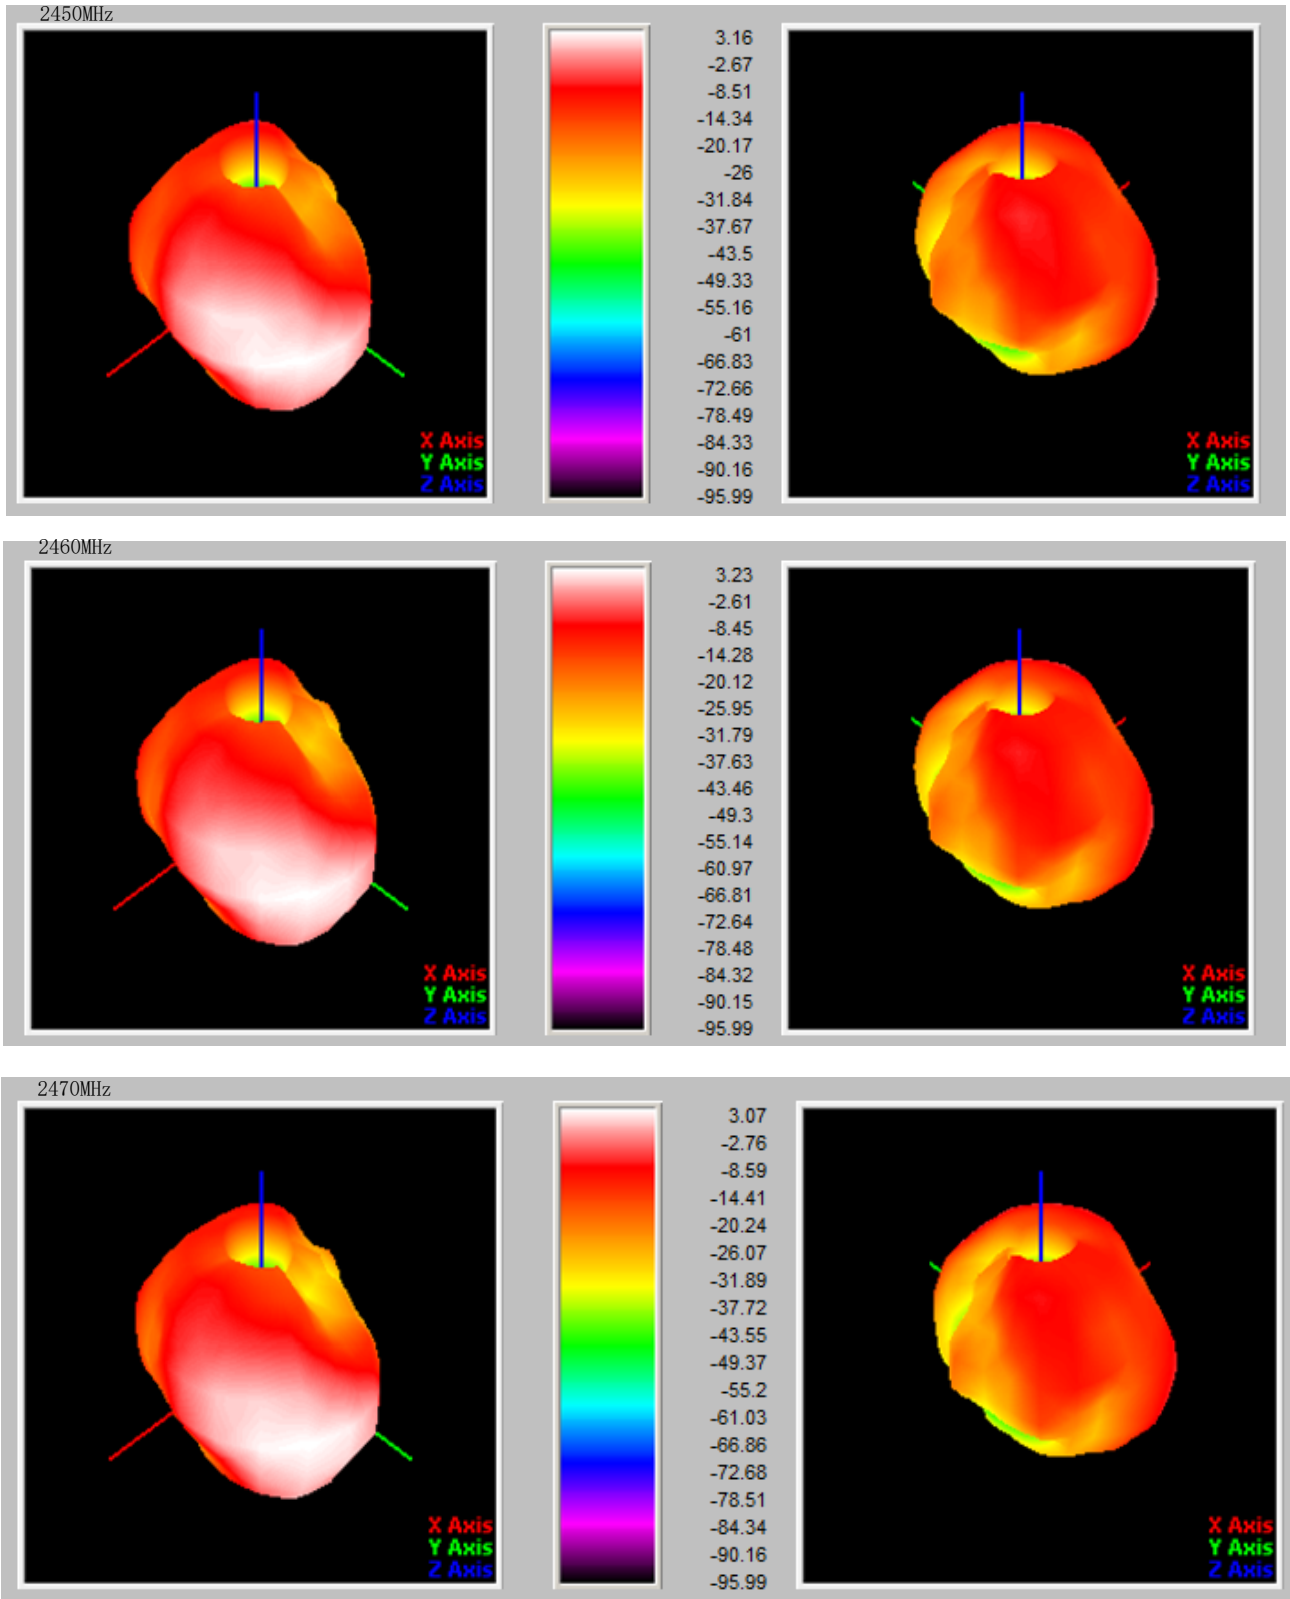 2450MHz
3.16
-2.67
-8.51
-14.34
-20.17
-26
-31.84
-37.67
-43.5
-49.33
-55.16
-61
-66.83
-72.66
-78.49
-84.33
-90.16
-95.99
X Axis
Y Axis
Z Axis
X Axis
Y Axis
Z Axis
2460MHz
3.23
-2.61
-8.45
-14.28
-20.12
-25.95
-31.79
-37.63
-43.46
-49.3
-55.14
-60.97
-66.81
-72.64
-78.48
-84.32
-90.15
-95.99
X Axis
Y Axis
Z Axis
X Axis
Y Axis
Z Axis
2470MHz
3.07
-2.76
-8.59
-14.41
-20.24
-26.07
-31.89
-37.72
-43.55
-49.37
-55.2
-61.03
-66.86
-72.68
-78.51
-84.34
-90.16
-95.99
X Axis
Y Axis
Z Axis
X Axis
Y Axis
Z Axis